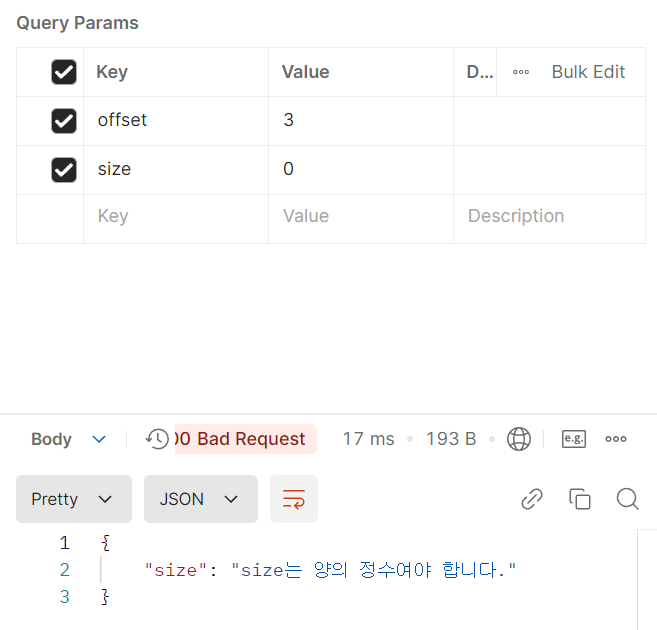 Query Params
Key Value D... Bulk Edit
offset 3
size 0
Key Value Description
Body 00 Bad Request 17 ms 193 B e.g.
Pretty JSON
1 {
2 "size": "size는 양의 정수여야 합니다."
3 }